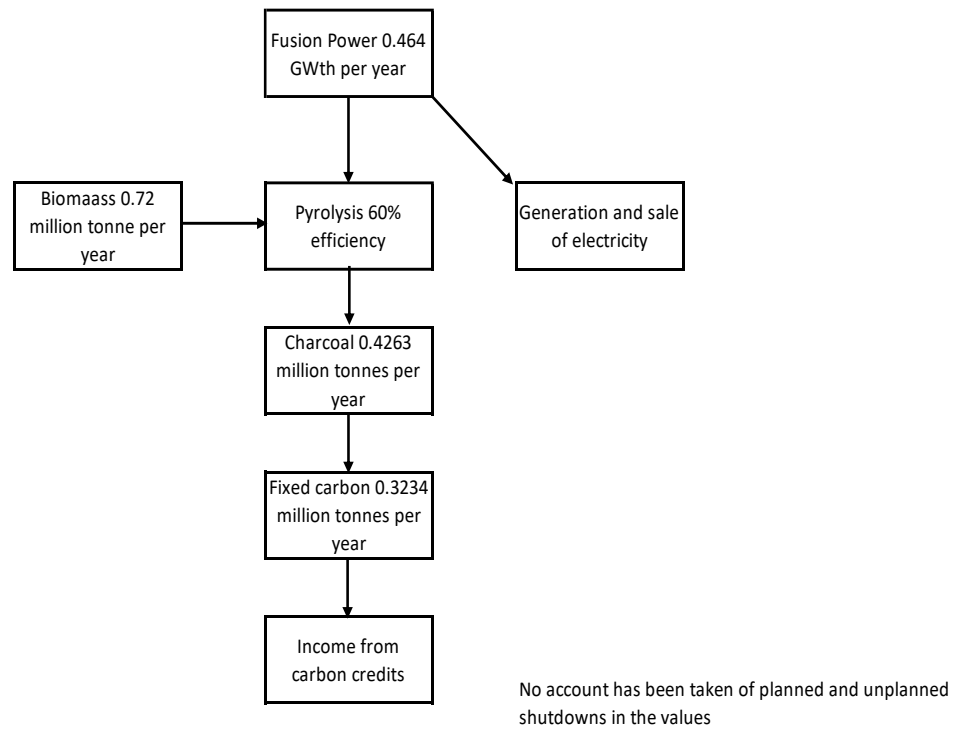 Fusion Power 0.464
GWth per year
Biomaass 0.72
million tonne per
year
Pyrolysis 60%
efficiency
Generation and sale
of electricity
Charcoal 0.4263
million tonnes per
year
Fixed carbon 0.3234
million tonnes per
year
Income from
carbon credits
No account has been taken of planned and unplanned
shutdowns in the values